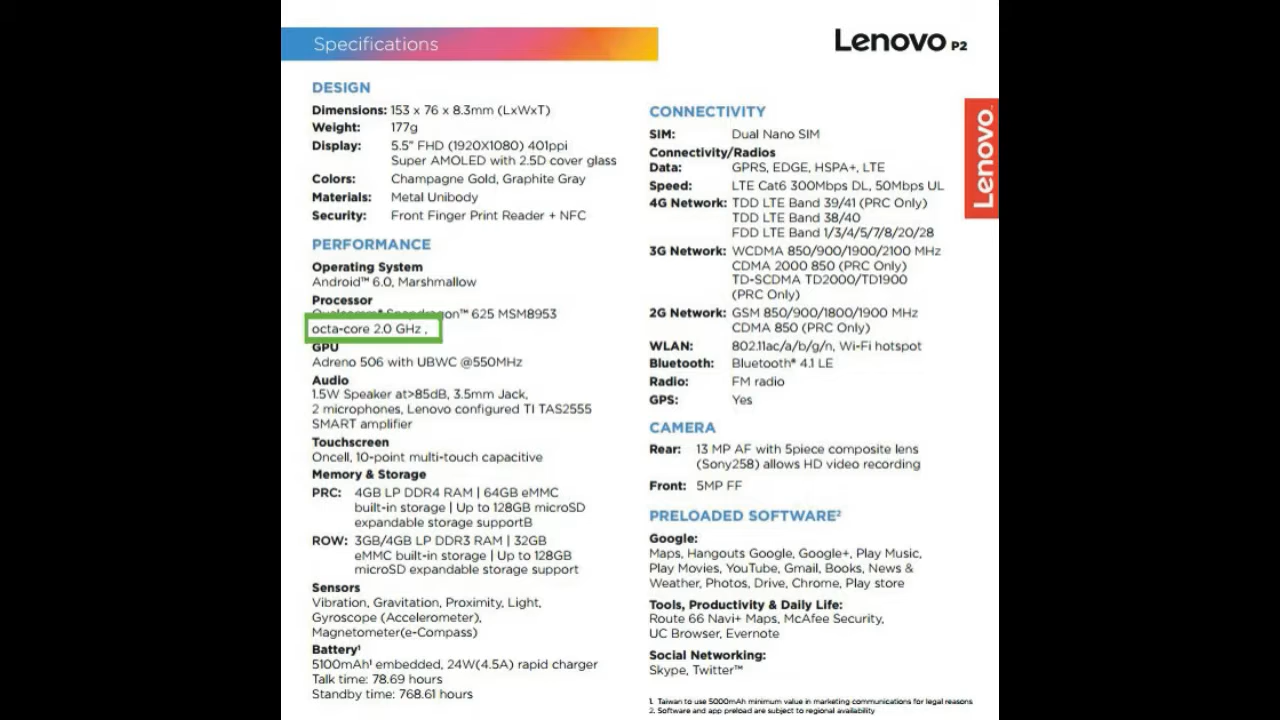 Specifications
Lenovo P2
DESIGN
Dimensions: 153 x 76 x 8.3mm (LxWxT)
Weight: 177g
Display: 5.5" FHD (1920X1080) 401ppi
Super AMOLED with 2.5D cover glass
Colors: Champagne Gold, Graphite Gray
Materials: Metal Unibody
Security: Front Finger Print Reader + NFC
PERFORMANCE
Operating System
Android™ 6.0, Marshmallow
Processor
Qualcomm® Snapdragon™ 625 MSM8953
octa-core 2.0 GHz ,
GPU
Adreno 506 with UBWC @550MHz
Audio
1.5W Speaker at>85dB, 3.5mm Jack,
2 microphones, Lenovo configured TI TAS2555
SMART amplifier
Touchscreen
Oncell, 10-point multi-touch capacitive
Memory & Storage
PRC: 4GB LP DDR4 RAM | 64GB eMMC
built-in storage | Up to 128GB microSD
expandable storage supportB
ROW: 3GB/4GB LP DDR3 RAM | 32GB
eMMC built-in storage | Up to 128GB
microSD expandable storage support
Sensors
Vibration, Gravitation, Proximity, Light,
Gyroscope (Accelerometer),
Magnetometer(e-Compass)
Battery¹
5100mAh¹ embedded, 24W(4.5A) rapid charger
Talk time: 78.69 hours
Standby time: 768.61 hours
CONNECTIVITY
SIM: Dual Nano SIM
Connectivity/Radios
Data: GPRS, EDGE, HSPA+, LTE
Speed: LTE Cat6 300Mbps DL, 50Mbps UL
4G Network: TDD LTE Band 39/41 (PRC Only)
TDD LTE Band 38/40
FDD LTE Band 1/3/4/5/7/8/20/28
3G Network: WCDMA 850/900/1900/2100 MHz
CDMA 2000 850 (PRC Only)
TD-SCDMA TD2000/TD1900
(PRC Only)
2G Network: GSM 850/900/1800/1900 MHz
CDMA 850 (PRC Only)
WLAN: 802.11ac/a/b/g/n, Wi-Fi hotspot
Bluetooth: Bluetooth® 4.1 LE
Radio: FM radio
GPS: Yes
CAMERA
Rear: 13 MP AF with 5piece composite lens
(Sony258) allows HD video recording
Front: 5MP FF
PRELOADED SOFTWARE²
Google:
Maps, Hangouts Google, Google+, Play Music,
Play Movies, YouTube, Gmail, Books, News &
Weather, Photos, Drive, Chrome, Play store
Tools, Productivity & Daily Life:
Route 66 Navi+ Maps, McAfee Security,
UC Browser, Evernote
Social Networking:
Skype, Twitter™
1. Taiwan to use 5000mAh minimum value in marketing communications for legal reasons
2. Software and app preload are subject to regional availability
Lenovo